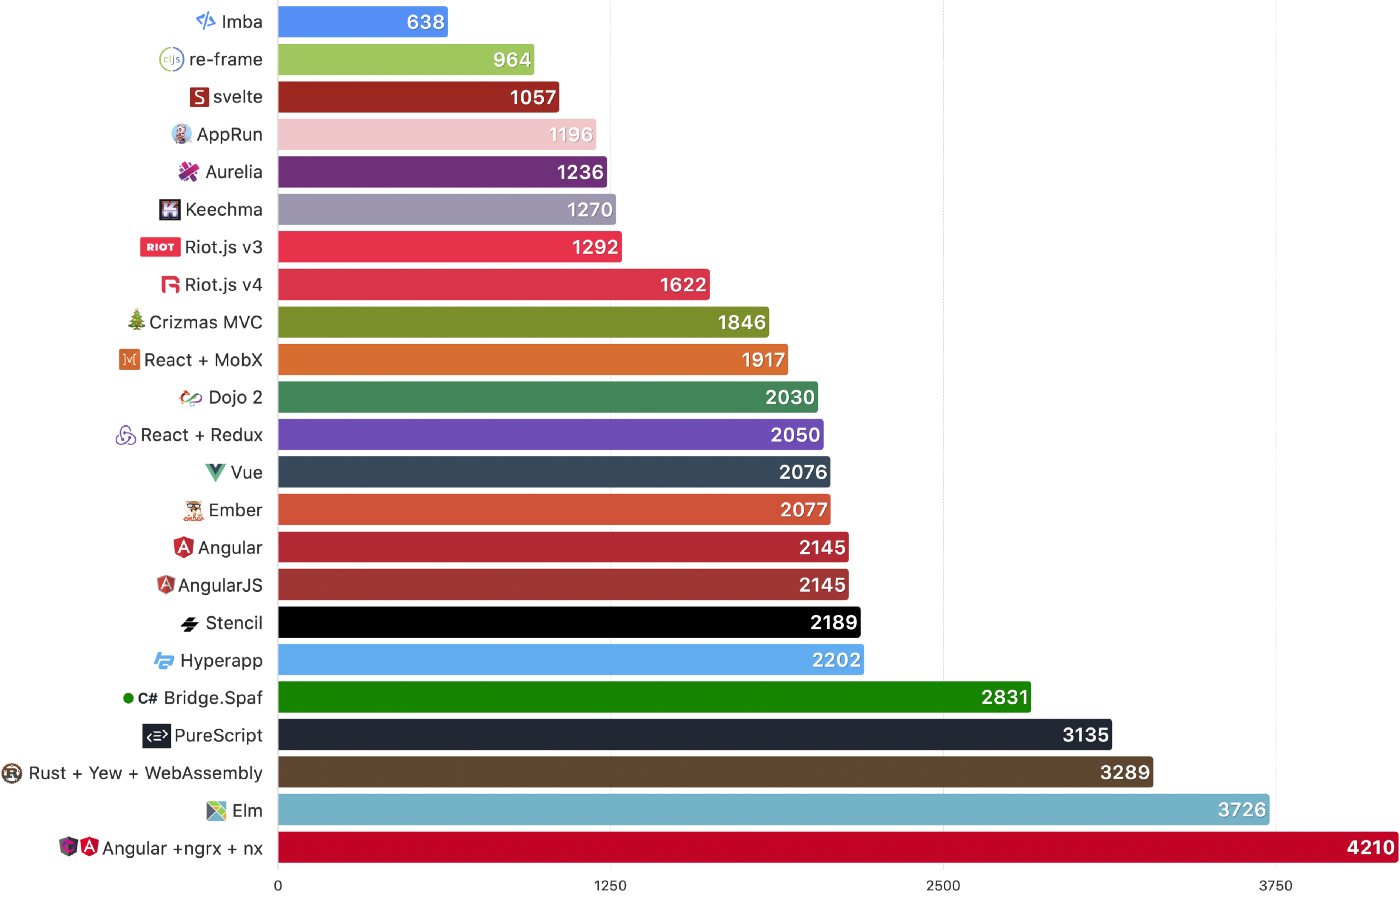 Imba 638
cljs re-frame 964
S svelte 1057
AppRun 1196
Aurelia 1236
K Keechma 1270
RIOT Riot.js v3 1292
Riot.js v4 1622
Crizmas MVC 1846
]v[ React + MobX 1917
Dojo 2 2030
React + Redux 2050
Vue 2076
ember Ember 2077
A Angular 2145
A AngularJS 2145
Stencil 2189
Hyperapp 2202
C# Bridge.Spaf 2831
<=> PureScript 3135
R Rust + Yew + WebAssembly 3289
Elm 3726
A Angular +ngrx + nx 4210
0 1250 2500 3750